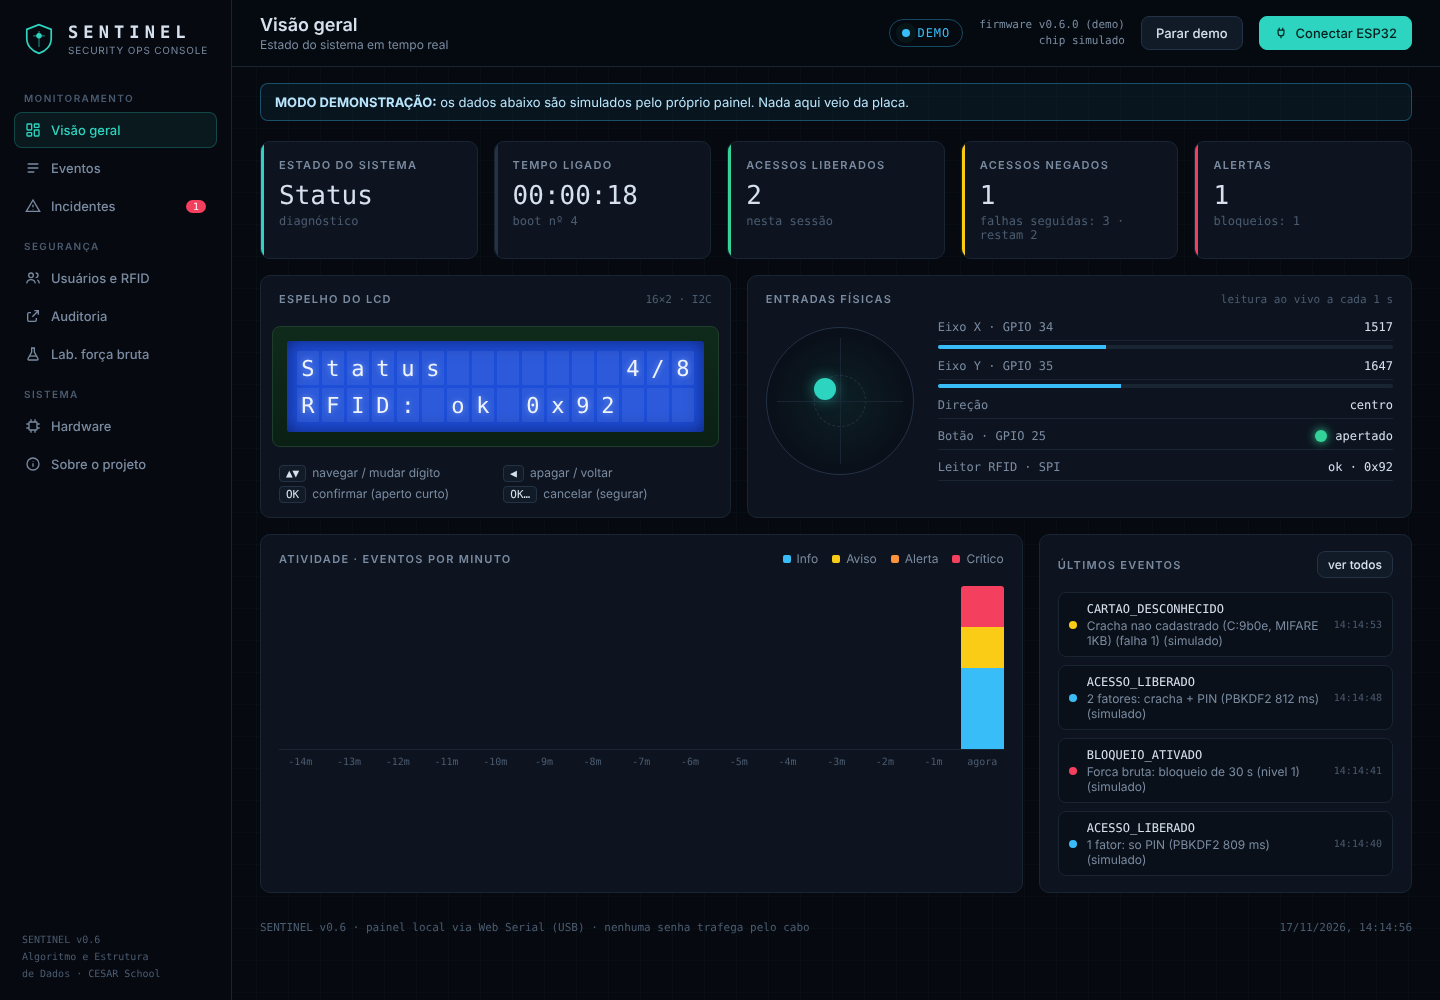 SENTINEL
SECURITY OPS CONSOLE
MONITORAMENTO
Visão geral
Eventos
Incidentes 1
SEGURANÇA
Usuários e RFID
Auditoria
Lab. força bruta
SISTEMA
Hardware
Sobre o projeto
SENTINEL v0.6
Algoritmo e Estrutura
de Dados · CESAR School
Visão geral
Estado do sistema em tempo real
DEMO
firmware v0.6.0 (demo)
chip simulado
Parar demo
Conectar ESP32
MODO DEMONSTRAÇÃO: os dados abaixo são simulados pelo próprio painel. Nada aqui veio da placa.
ESTADO DO SISTEMA
Status
diagnóstico
TEMPO LIGADO
00:00:18
boot nº 4
ACESSOS LIBERADOS
2
nesta sessão
ACESSOS NEGADOS
1
falhas seguidas: 3 ·
restam 2
ALERTAS
1
bloqueios: 1
ESPELHO DO LCD
16×2 · I2C
Status 4/8
RFID: ok 0x92
▲▼ navegar / mudar dígito
◀ apagar / voltar
OK confirmar (aperto curto)
OK… cancelar (segurar)
ENTRADAS FÍSICAS
leitura ao vivo a cada 1 s
Eixo X · GPIO 34 1517
Eixo Y · GPIO 35 1647
Direção centro
Botão · GPIO 25 apertado
Leitor RFID · SPI ok · 0x92
ATIVIDADE · EVENTOS POR MINUTO
Info Aviso Alerta Crítico
-14m -13m -12m -11m -10m -9m -8m -7m -6m -5m -4m -3m -2m -1m agora
ÚLTIMOS EVENTOS
ver todos
CARTAO_DESCONHECIDO
Cracha nao cadastrado (C:9b0e, MIFARE
1KB) (falha 1) (simulado)
14:14:53
ACESSO_LIBERADO
2 fatores: cracha + PIN (PBKDF2 812 ms)
(simulado)
14:14:48
BLOQUEIO_ATIVADO
Forca bruta: bloqueio de 30 s (nivel 1)
(simulado)
14:14:41
ACESSO_LIBERADO
1 fator: so PIN (PBKDF2 809 ms)
(simulado)
14:14:40
SENTINEL v0.6 · painel local via Web Serial (USB) · nenhuma senha trafega pelo cabo
17/11/2026, 14:14:56